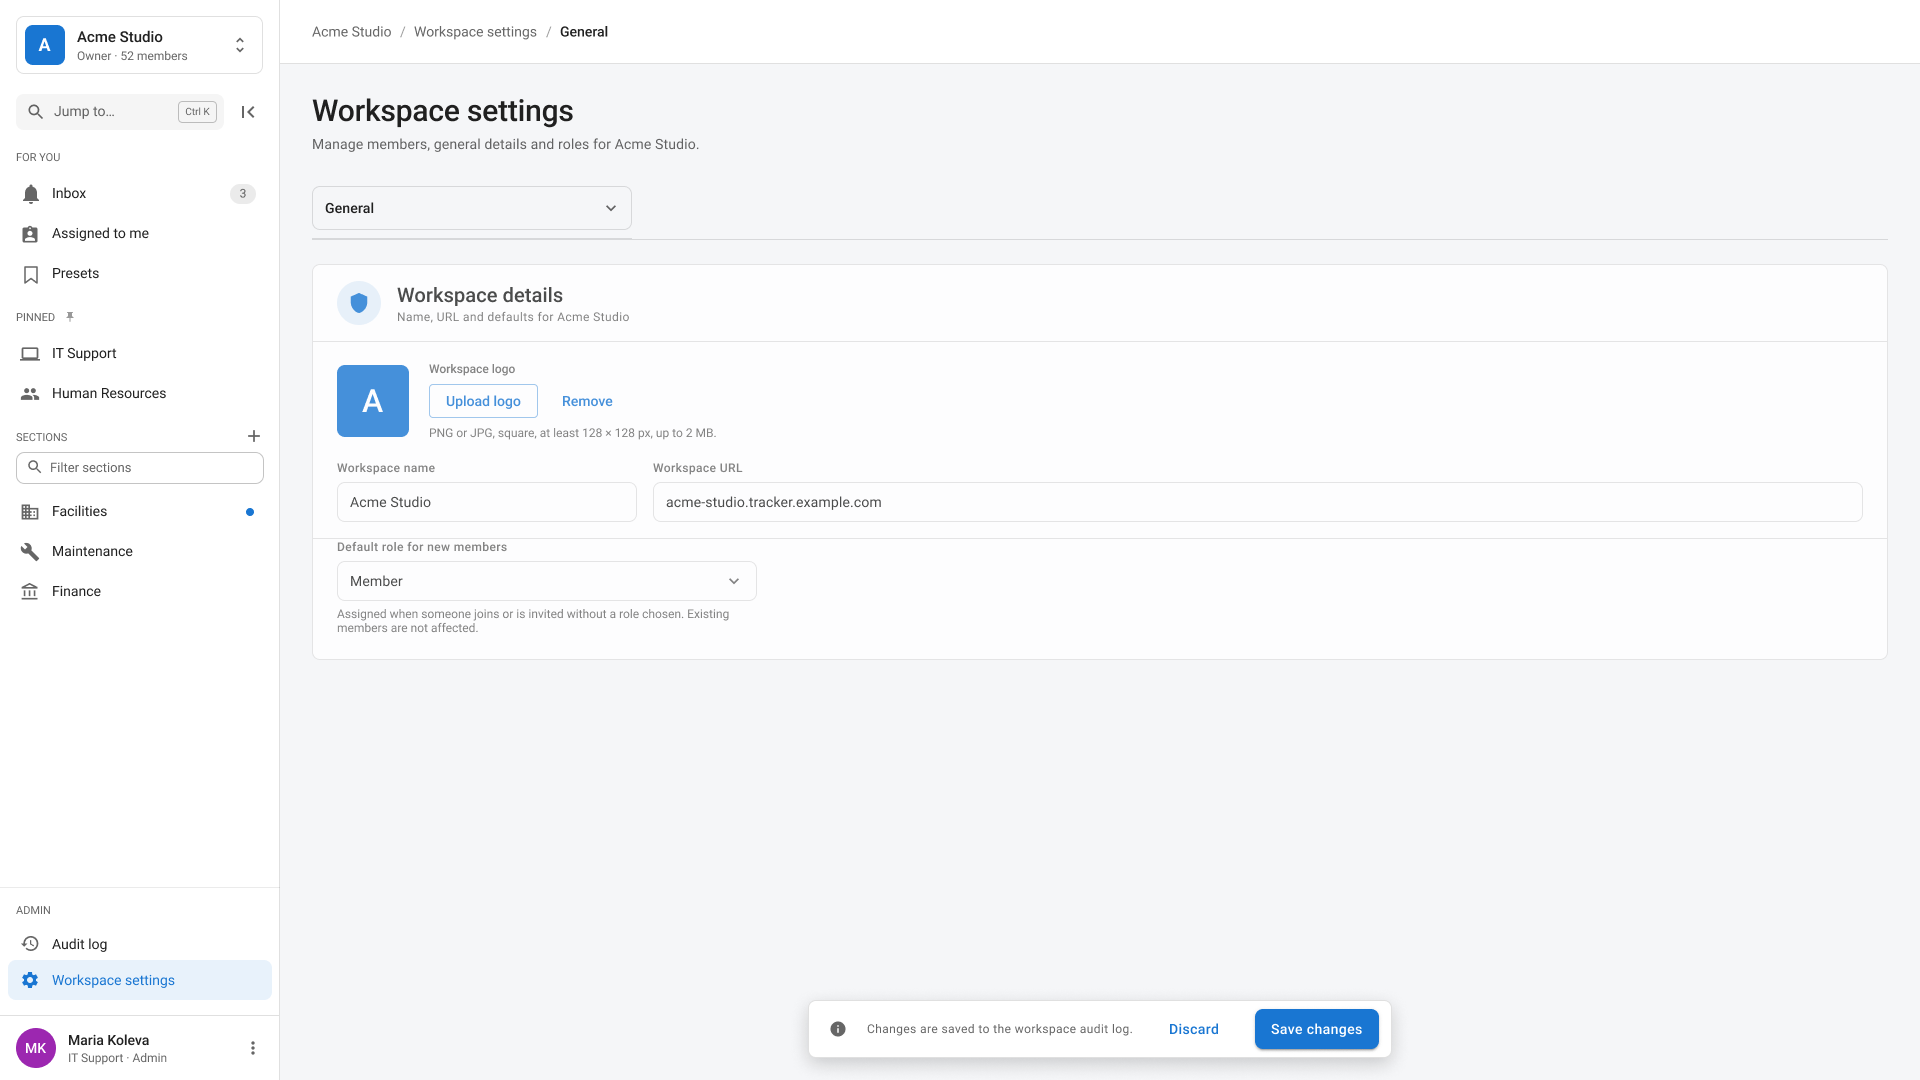 A
Acme Studio
Owner · 52 members
Jump to...
Ctrl K
FOR YOU
Inbox
3
Assigned to me
Presets
PINNED
IT Support
Human Resources
SECTIONS
Filter sections
Facilities
Maintenance
Finance
ADMIN
Audit log
Workspace settings
MK
Maria Koleva
IT Support · Admin
Acme Studio / Workspace settings / General
Workspace settings
Manage members, general details and roles for Acme Studio.
General
Workspace details
Name, URL and defaults for Acme Studio
A
Workspace logo
Upload logo
Remove
PNG or JPG, square, at least 128 × 128 px, up to 2 MB.
Workspace name
Acme Studio
Workspace URL
acme-studio.tracker.example.com
Default role for new members
Member
Assigned when someone joins or is invited without a role chosen. Existing
members are not affected.
Changes are saved to the workspace audit log.
Discard
Save changes